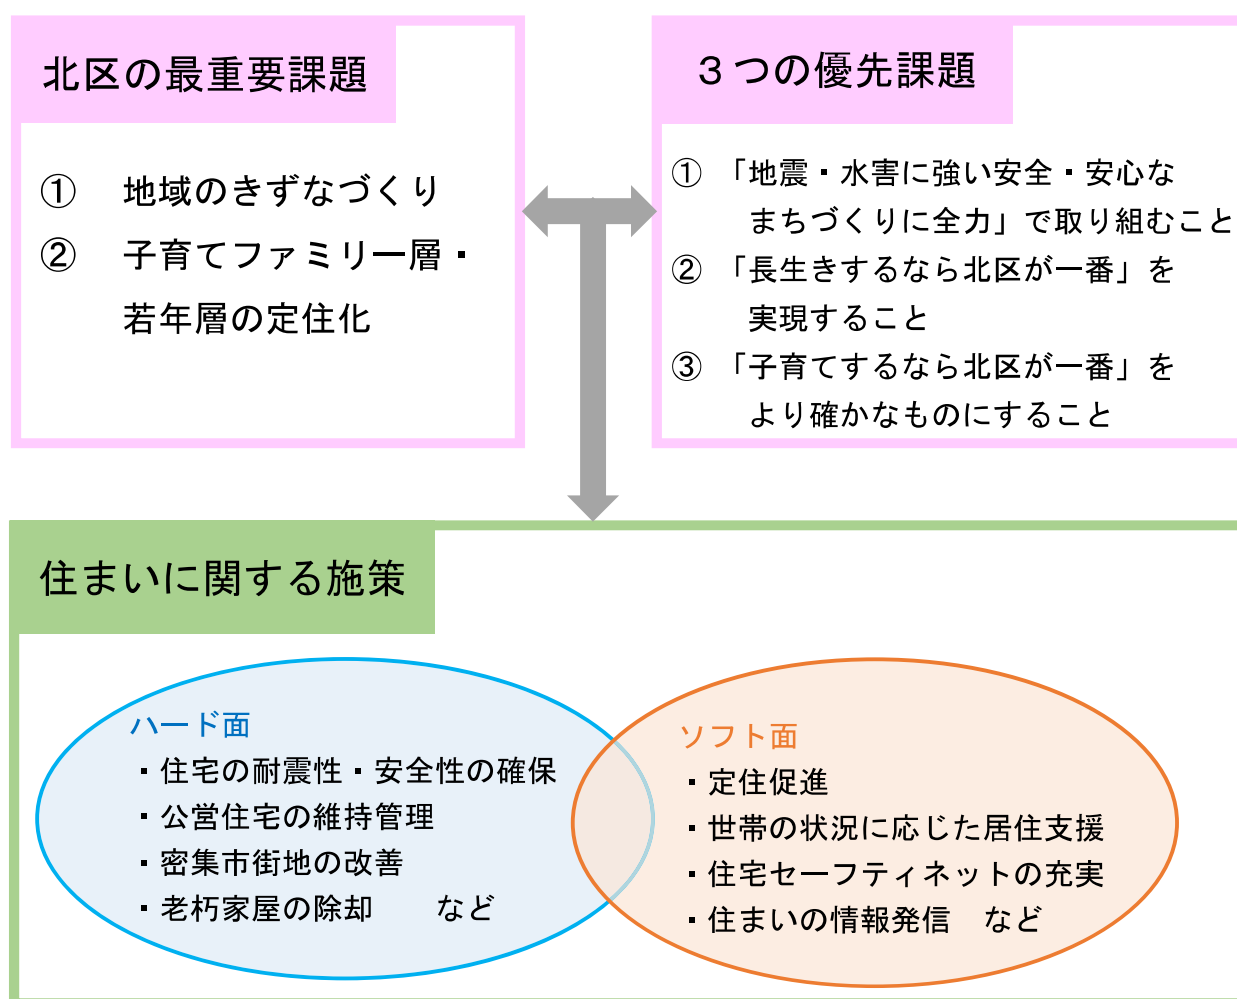 北区の最重要課題
① 地域のきずなづくり
② 子育てファミリー層・
若年層の定住化
３つの優先課題
① 「地震・水害に強い安全・安心な
まちづくりに全力」で取り組むこと
② 「長生きするなら北区が一番」を
実現すること
③ 「子育てするなら北区が一番」を
より確かなものにすること
住まいに関する施策
ハード面
・住宅の耐震性・安全性の確保
・公営住宅の維持管理
・密集市街地の改善
・老朽家屋の除却　　など
ソフト面
・定住促進
・世帯の状況に応じた居住支援
・住宅セーフティネットの充実
・住まいの情報発信　など